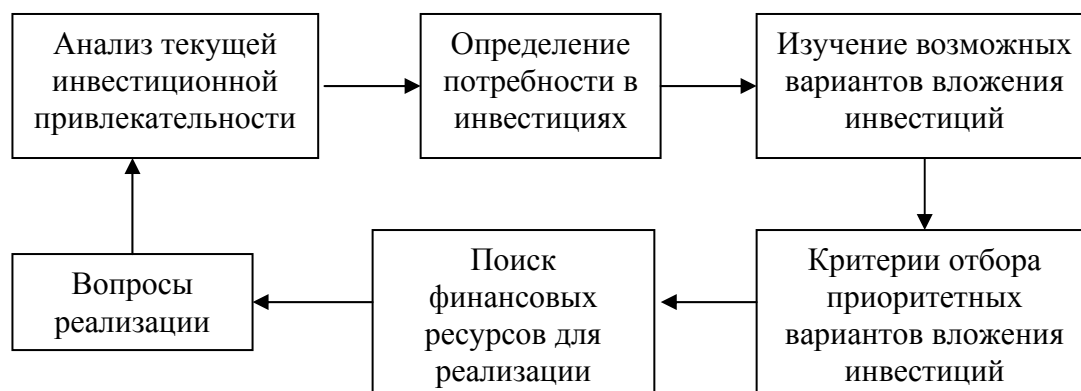 Анализ текущей
инвестиционной
привлекательности
Определение
потребности в
инвестициях
Изучение возможных
вариантов вложения
инвестиций
Критерии отбора
приоритетных
вариантов вложения
инвестиций
Поиск
финансовых
ресурсов для
реализации
Вопросы
реализации